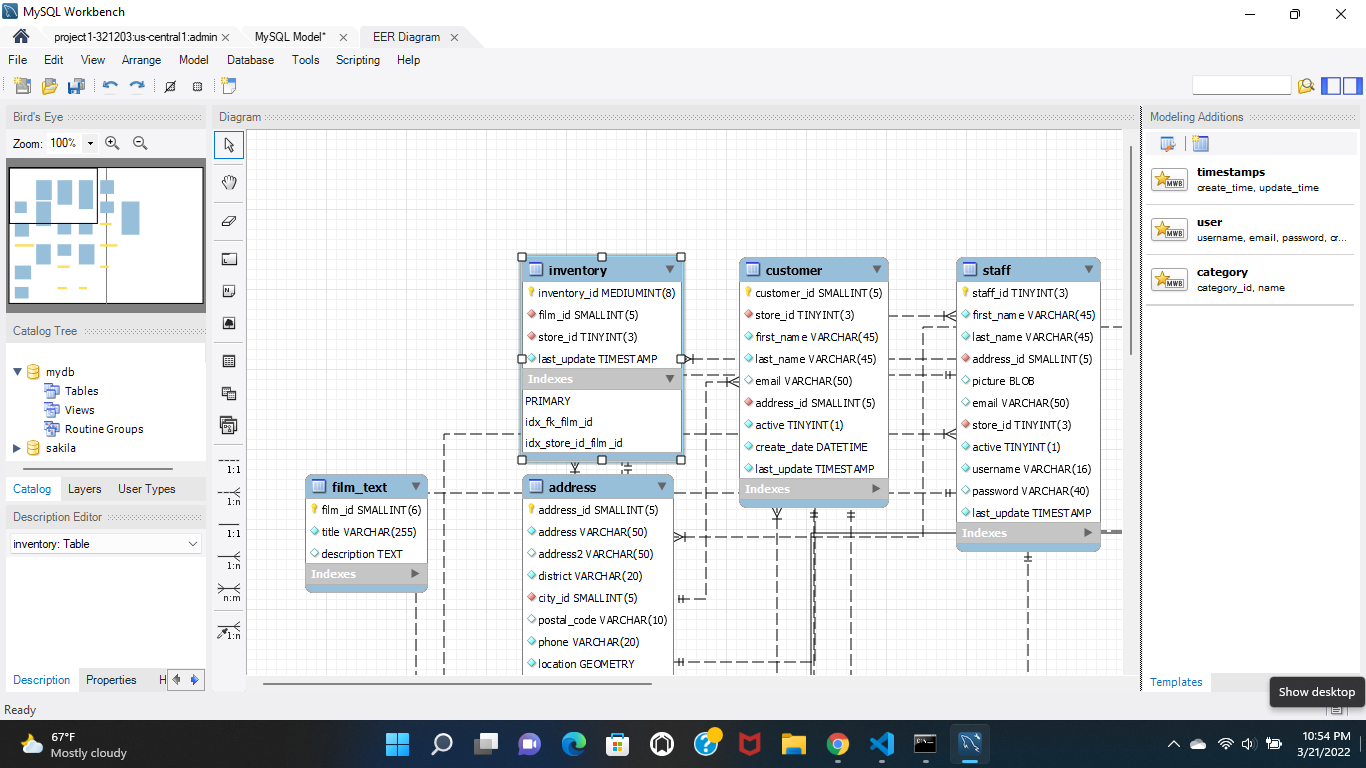 MySQL Workbench
project1-321203:us-central1:admin
MySQL Model*
EER Diagram
File Edit View Arrange Model Database Tools Scripting Help
Bird's Eye
Zoom: 100%
Catalog Tree
mydb
Tables
Views
Routine Groups
sakila
Catalog Layers User Types
Description Editor
inventory: Table
Description Properties H
Diagram
1:1
1:n
1:1
1:n
n:m
1:n
inventory
inventory_id MEDIUMINT(8)
film_id SMALLINT(5)
store_id TINYINT(3)
last_update TIMESTAMP
Indexes
PRIMARY
idx_fk_film_id
idx_store_id_film_id
customer
customer_id SMALLINT(5)
store_id TINYINT(3)
first_name VARCHAR(45)
last_name VARCHAR(45)
email VARCHAR(50)
address_id SMALLINT(5)
active TINYINT(1)
create_date DATETIME
last_update TIMESTAMP
Indexes
staff
staff_id TINYINT(3)
first_name VARCHAR(45)
last_name VARCHAR(45)
address_id SMALLINT(5)
picture BLOB
email VARCHAR(50)
store_id TINYINT(3)
active TINYINT(1)
username VARCHAR(16)
password VARCHAR(40)
last_update TIMESTAMP
Indexes
film_text
film_id SMALLINT(6)
title VARCHAR(255)
description TEXT
Indexes
address
address_id SMALLINT(5)
address VARCHAR(50)
address2 VARCHAR(50)
district VARCHAR(20)
city_id SMALLINT(5)
postal_code VARCHAR(10)
phone VARCHAR(20)
location GEOMETRY
Modeling Additions
timestamps
create_time, update_time
user
username, email, password, cr...
category
category_id, name
MWB
MWB
MWB
Templates
Show desktop
Ready
67°F
Mostly cloudy
10:54 PM
3/21/2022